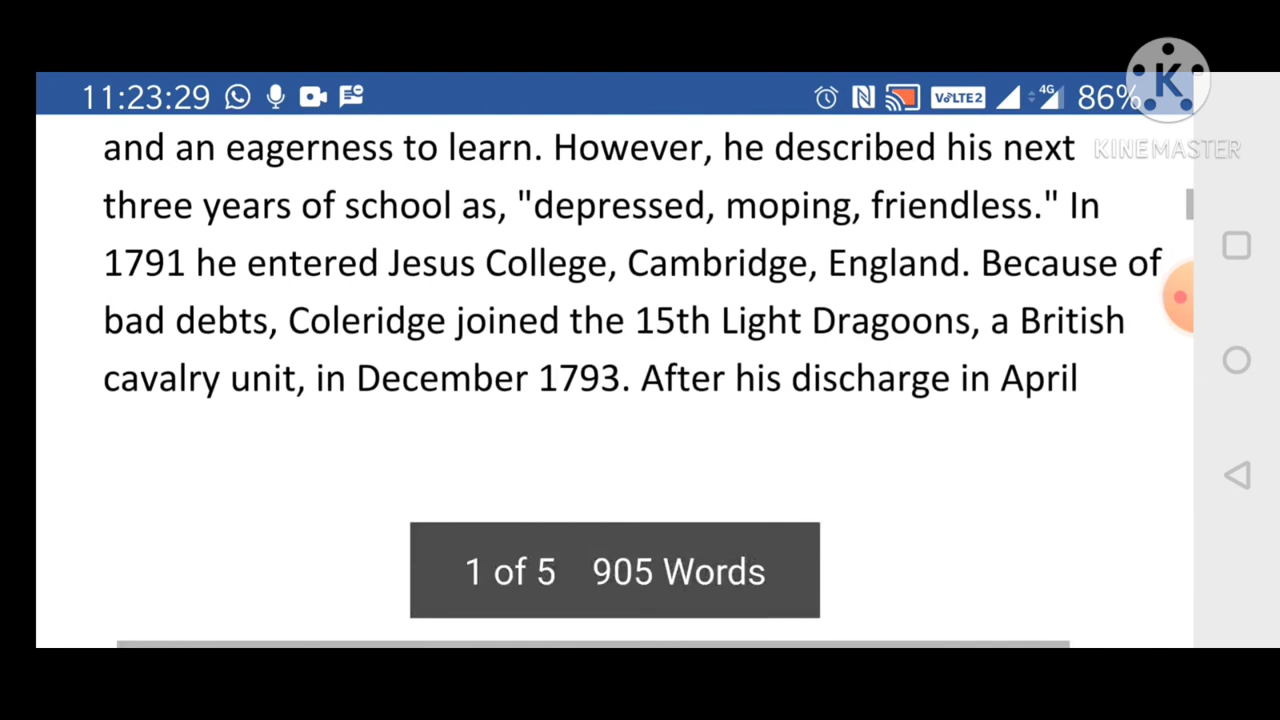 11:23:29 VoLTE2 4G 86%
K
KINEMASTER
and an eagerness to learn. However, he described his next
three years of school as, "depressed, moping, friendless." In
1791 he entered Jesus College, Cambridge, England. Because of
bad debts, Coleridge joined the 15th Light Dragoons, a British
cavalry unit, in December 1793. After his discharge in April
1 of 5 905 Words